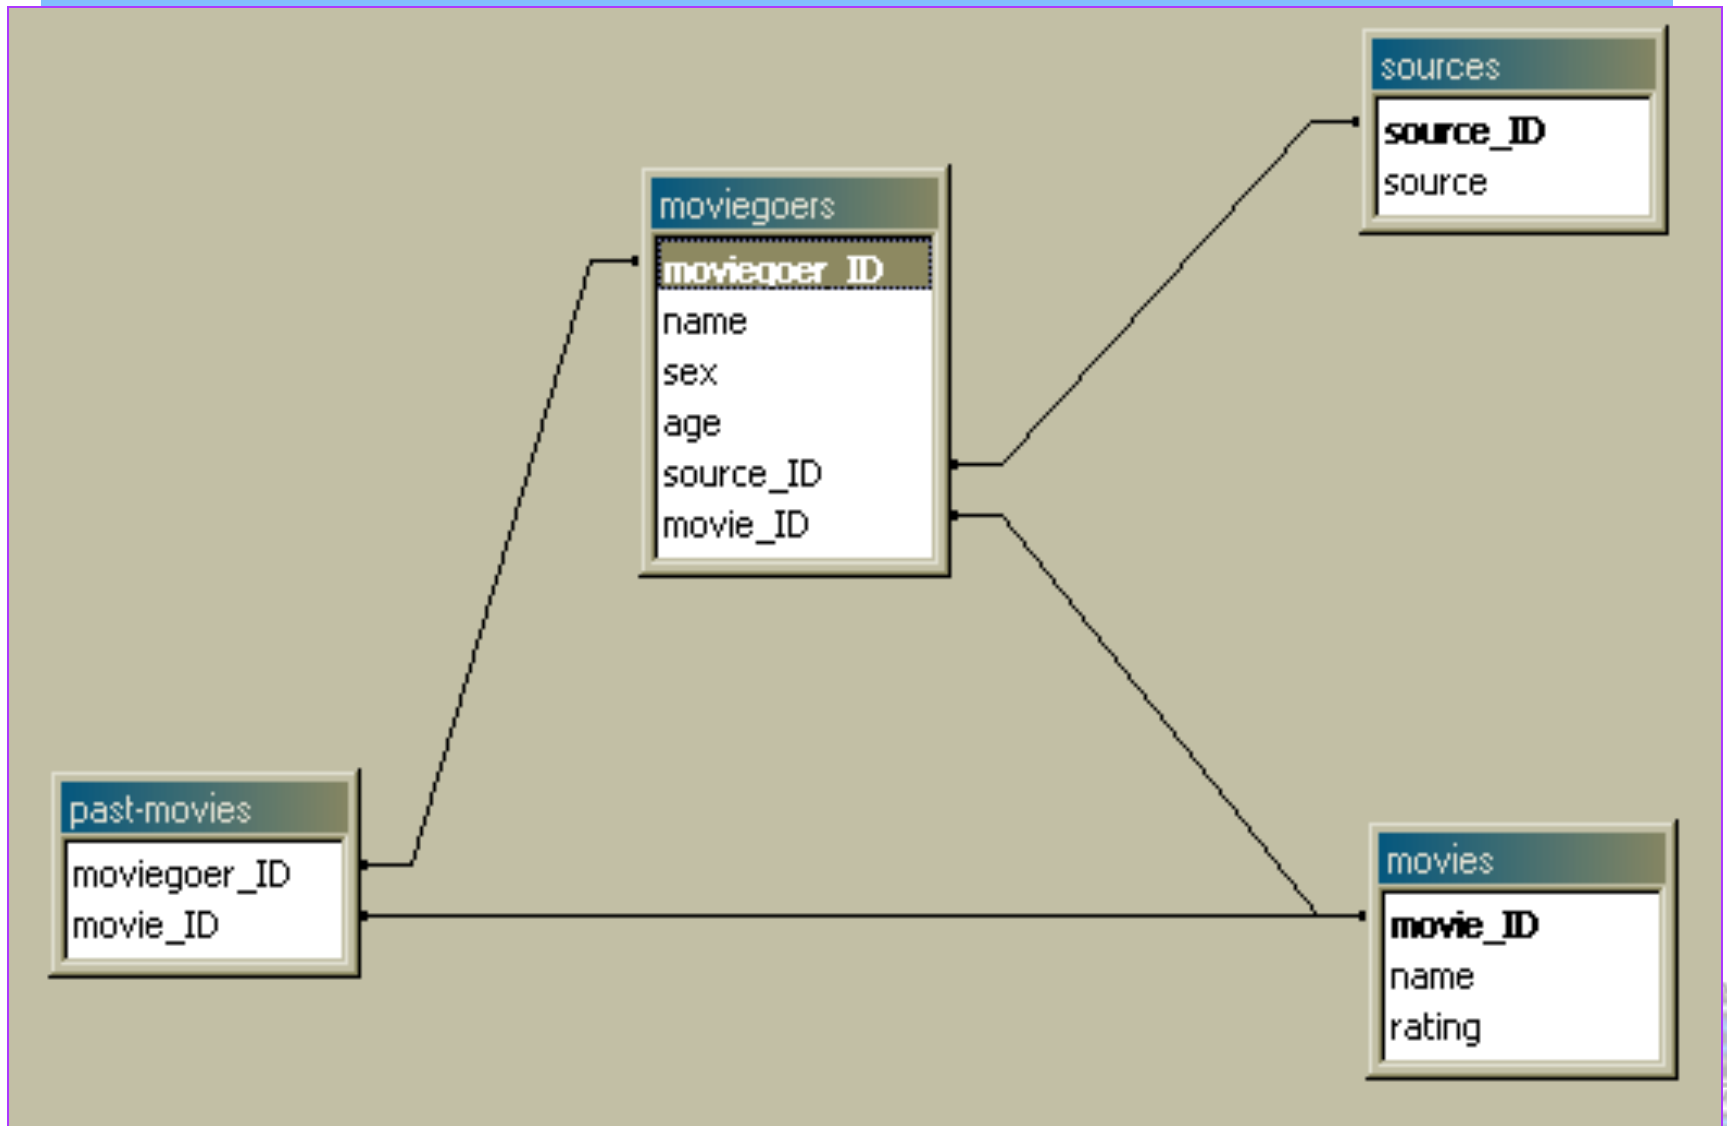 sources
source_ID
source
moviegoers
moviegoer_ID
name
sex
age
source_ID
movie_ID
past-movies
moviegoer_ID
movie_ID
movies
movie_ID
name
rating